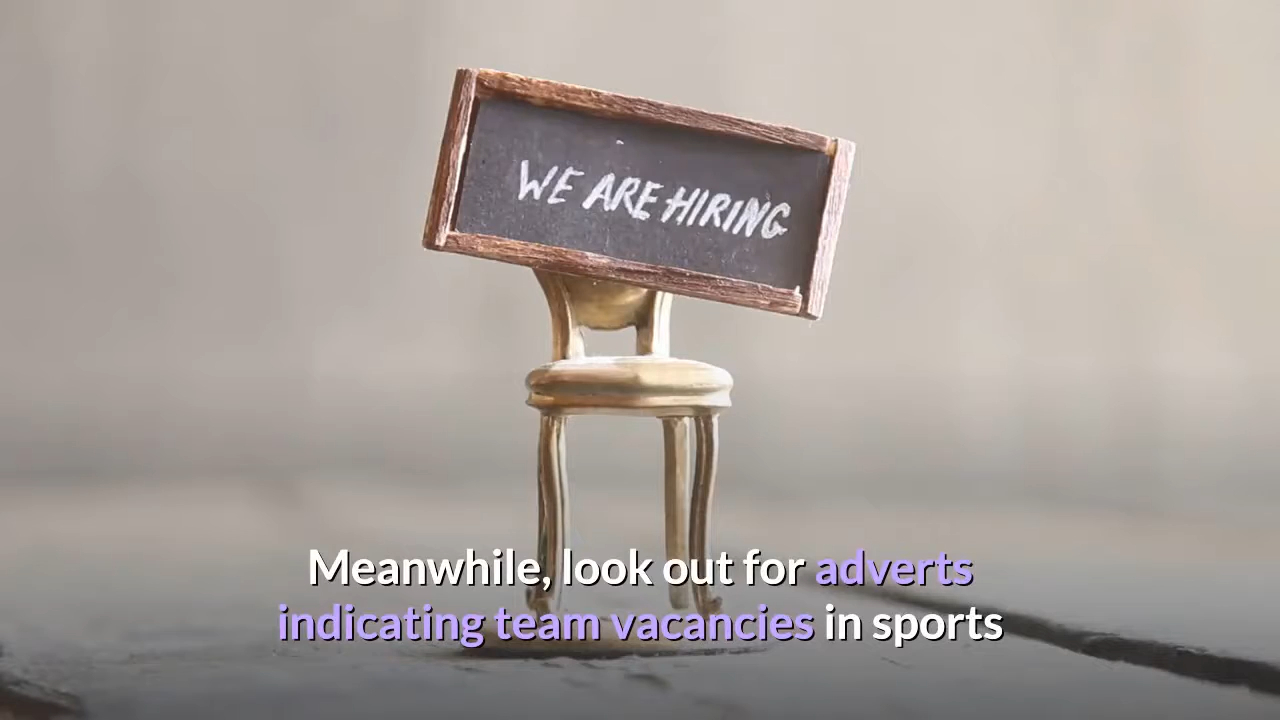 WE ARE HIRING
Meanwhile, look out for adverts
indicating team vacancies in sports